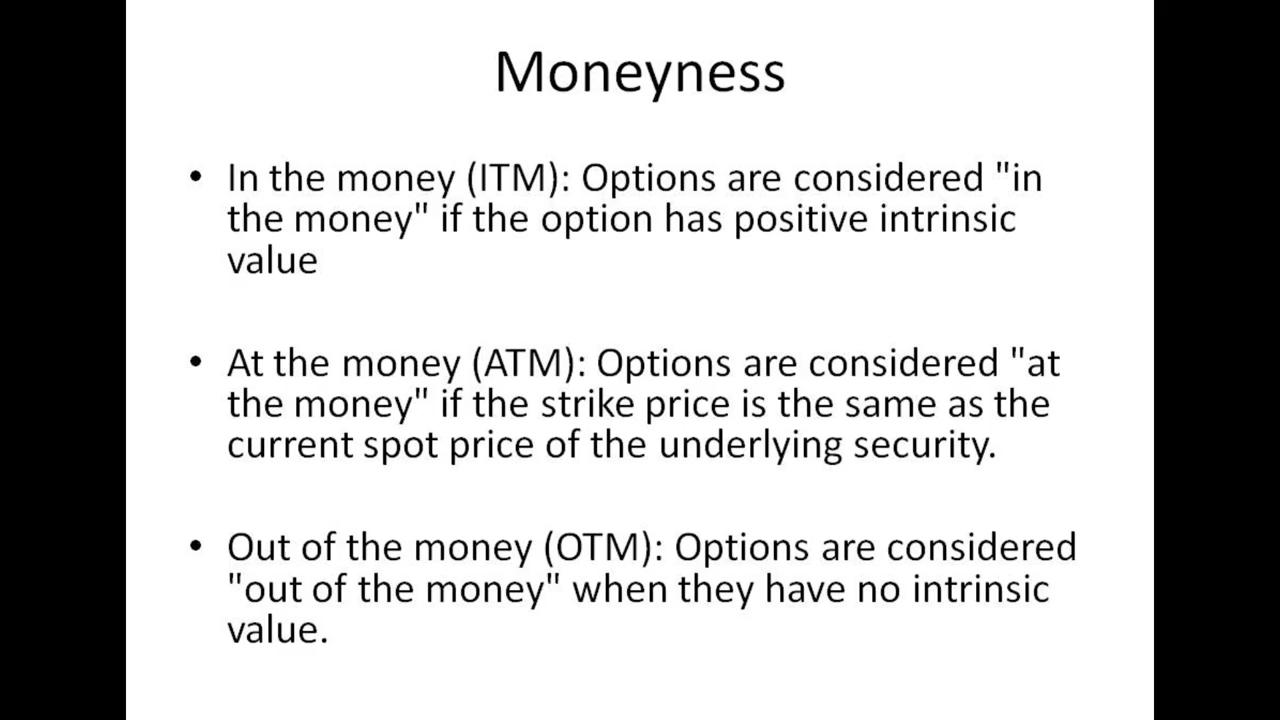 Moneyness
• In the money (ITM): Options are considered "in
the money" if the option has positive intrinsic
value
• At the money (ATM): Options are considered "at
the money" if the strike price is the same as the
current spot price of the underlying security.
• Out of the money (OTM): Options are considered
"out of the money" when they have no intrinsic
value.